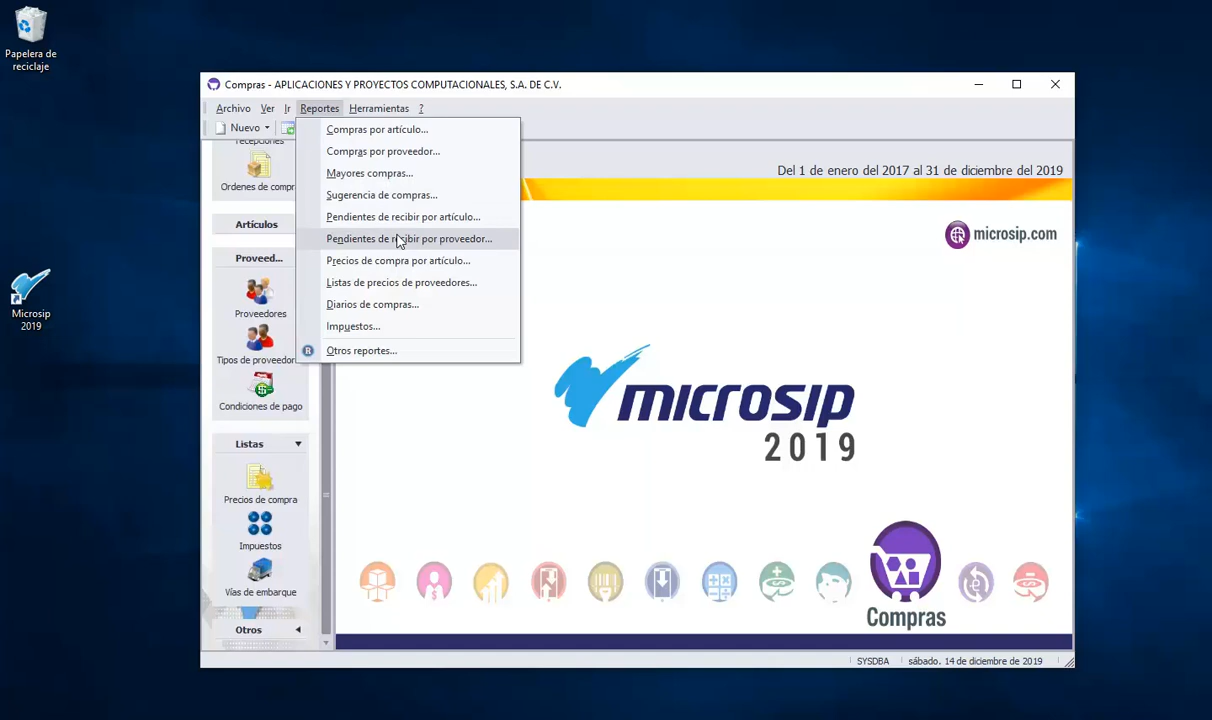 Papelera de
reciclaje
Microsip
2019
Compras - APLICACIONES Y PROYECTOS COMPUTACIONALES, S.A. DE C.V.
Archivo Ver Ir Reportes Herramientas ?
Nuevo
recepciones
Ordenes de compr
Artículos
Proveed...
Proveedores
Tipos de proveedor
Condiciones de pago
Listas
Precios de compra
Impuestos
Vías de embarque
Otros
Compras por artículo...
Compras por proveedor...
Mayores compras...
Sugerencia de compras...
Pendientes de recibir por artículo...
Pendientes de recibir por proveedor...
Precios de compra por artículo...
Listas de precios de proveedores...
Diarios de compras...
Impuestos...
R Otros reportes...
Del 1 de enero del 2017 al 31 de diciembre del 2019
microsip.com
microsip
2019
Compras
SYSDBA sábado. 14 de diciembre de 2019